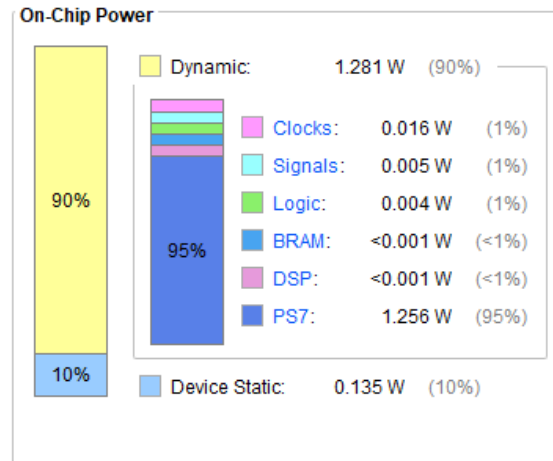 On-Chip Power
Dynamic: 1.281 W (90%)
Clocks: 0.016 W (1%)
Signals: 0.005 W (1%)
90%
Logic: 0.004 W (1%)
95%
BRAM: <0.001 W (<1%)
DSP: <0.001 W (<1%)
PS7: 1.256 W (95%)
10%
Device Static: 0.135 W (10%)